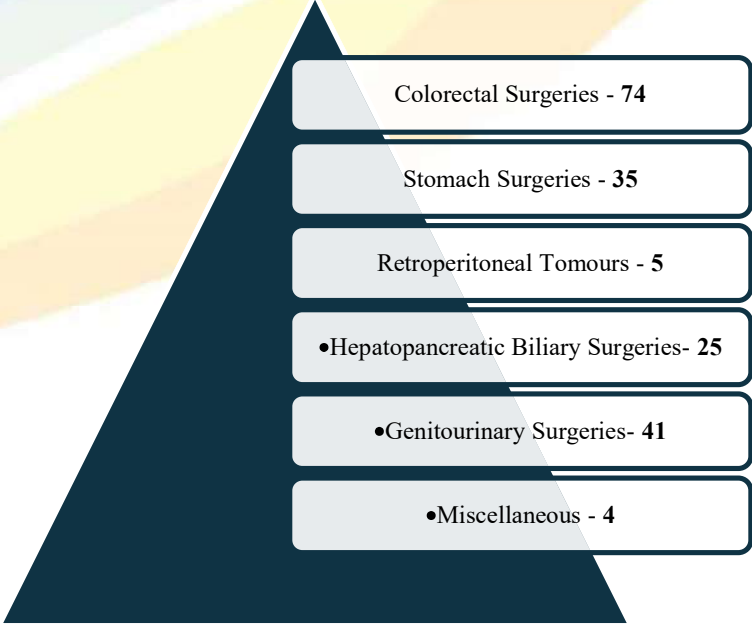 Colorectal Surgeries - 74
Stomach Surgeries - 35
Retroperitoneal Tomours - 5
•Hepatopancreatic Biliary Surgeries- 25
•Genitourinary Surgeries- 41
•Miscellaneous - 4